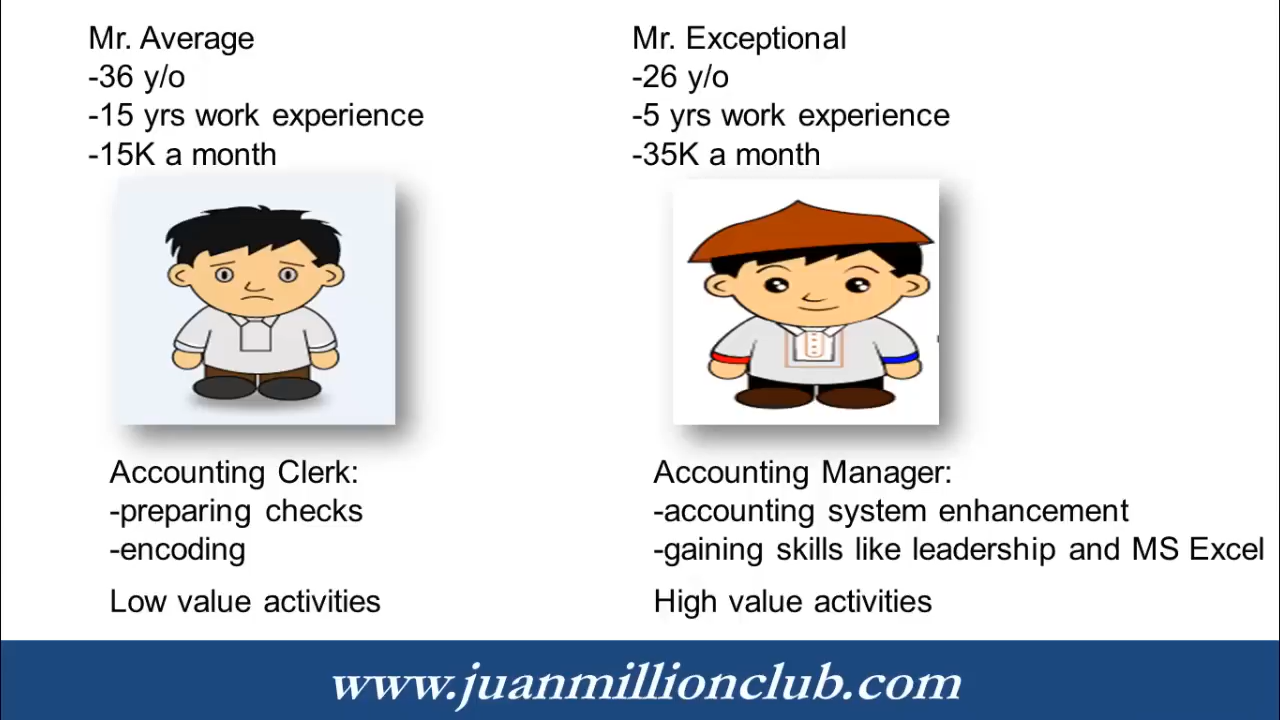 Mr. Average
-36 y/o
-15 yrs work experience
-15K a month
Mr. Exceptional
-26 y/o
-5 yrs work experience
-35K a month
Accounting Clerk:
-preparing checks
-encoding
Low value activities
Accounting Manager:
-accounting system enhancement
-gaining skills like leadership and MS Excel
High value activities
www.juanmillionclub.com